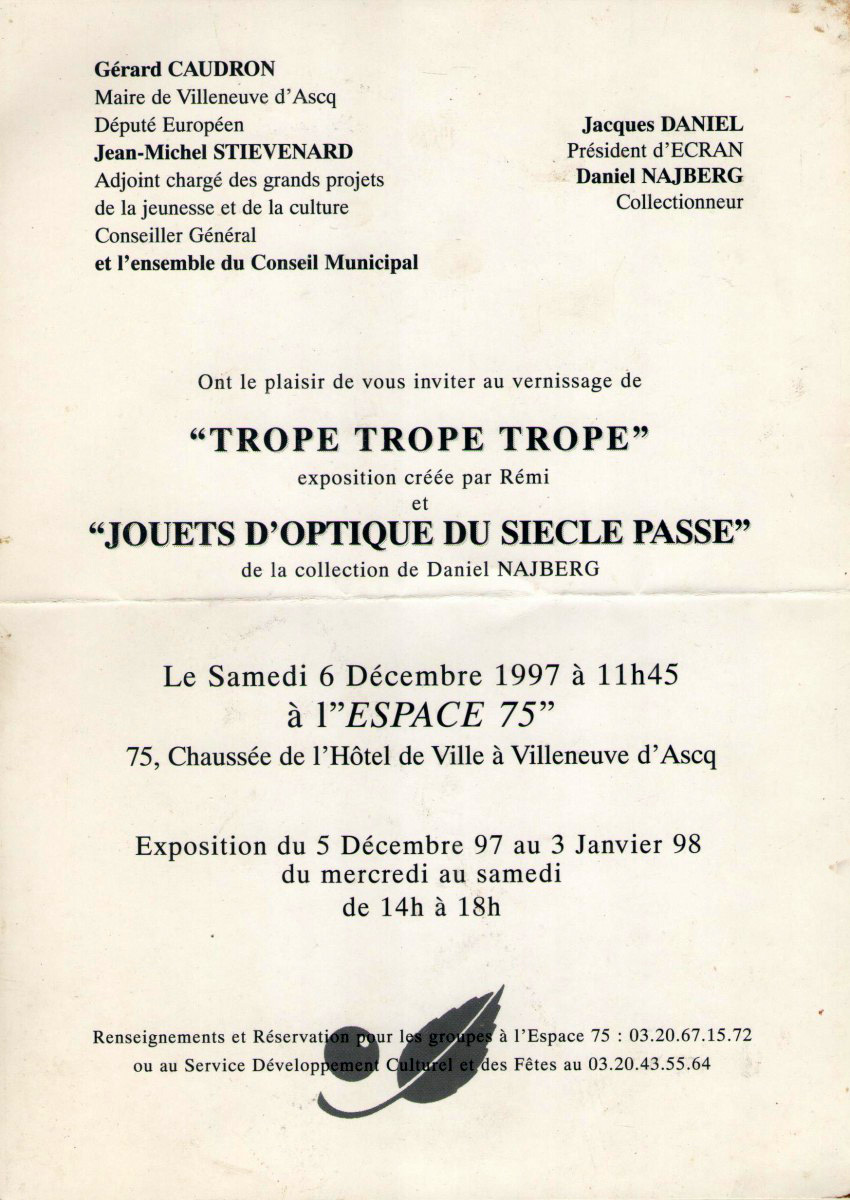 Gérard CAUDRON
Maire de Villeneuve d'Ascq
Député Européen
Jean-Michel STIEVENARD
Adjoint chargé des grands projets
de la jeunesse et de la culture
Conseiller Général
et l'ensemble du Conseil Municipal
Jacques DANIEL
Président d'ECRAN
Daniel NAJBERG
Collectionneur
Ont le plaisir de vous inviter au vernissage de
“TROPE TROPE TROPE”
exposition créée par Rémi
et
“JOUETS D'OPTIQUE DU SIECLE PASSE”
de la collection de Daniel NAJBERG
Le Samedi 6 Décembre 1997 à 11h45
à l”ESPACE 75”
75, Chaussée de l'Hôtel de Ville à Villeneuve d'Ascq
Exposition du 5 Décembre 97 au 3 Janvier 98
du mercredi au samedi
de 14h à 18h
Renseignements et Réservation pour les groupes à l'Espace 75 : 03.20.67.15.72
ou au Service Développement Culturel et des Fêtes au 03.20.43.55.64